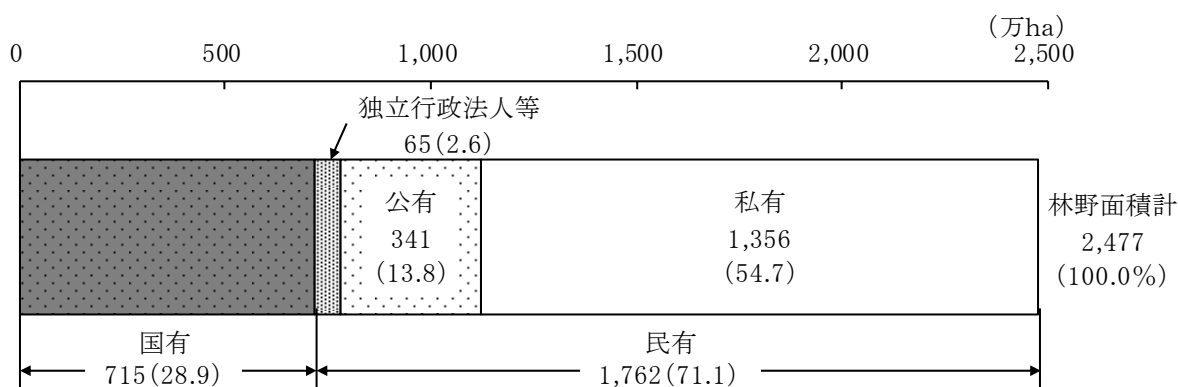 (万ha)
0 500 1,000 1,500 2,000 2,500
独立行政法人等
65(2.6)
公有
341
(13.8)
私有
1,356
(54.7)
林野面積計
2,477
(100.0%)
国有
715(28.9)
民有
1,762(71.1)